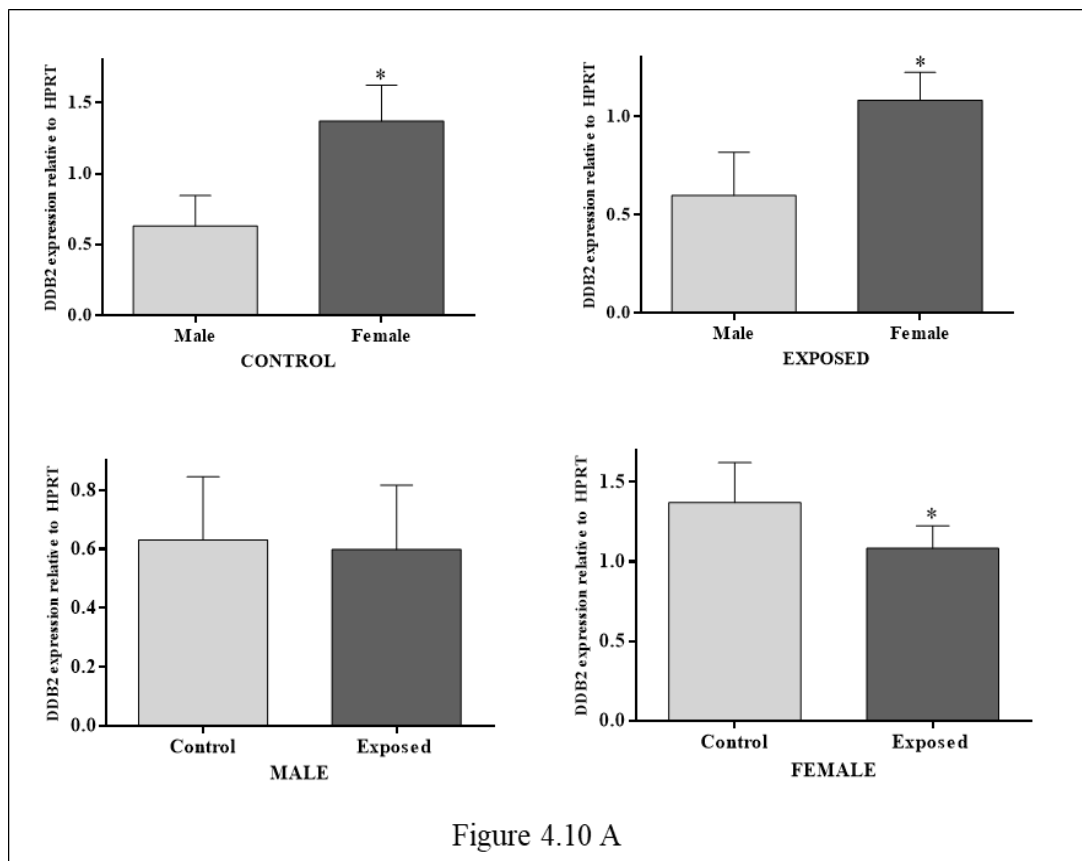 DDB2 expression relative to HPRT
1.5
1.0
0.5
0.0
*
Male Female
CONTROL
DDB2 expression relative to HPRT
1.0
0.5
0.0
*
Male Female
EXPOSED
DDB2 expression relative to HPRT
0.8
0.6
0.4
0.2
0.0
Control Exposed
MALE
DDB2 expression relative to HPRT
1.5
1.0
0.5
0.0
*
Control Exposed
FEMALE
Figure 4.10 A